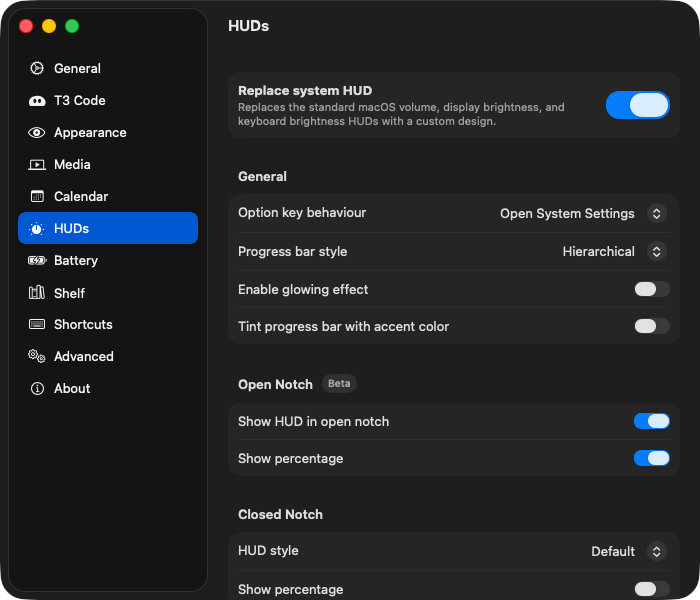 HUDs
General
T3 Code
Appearance
Media
Calendar
HUDs
Battery
Shelf
Shortcuts
Advanced
About
Replace system HUD
Replaces the standard macOS volume, display brightness, and
keyboard brightness HUDs with a custom design.
General
Option key behaviour Open System Settings
Progress bar style Hierarchical
Enable glowing effect
Tint progress bar with accent color
Open Notch Beta
Show HUD in open notch
Show percentage
Closed Notch
HUD style Default
Show percentage